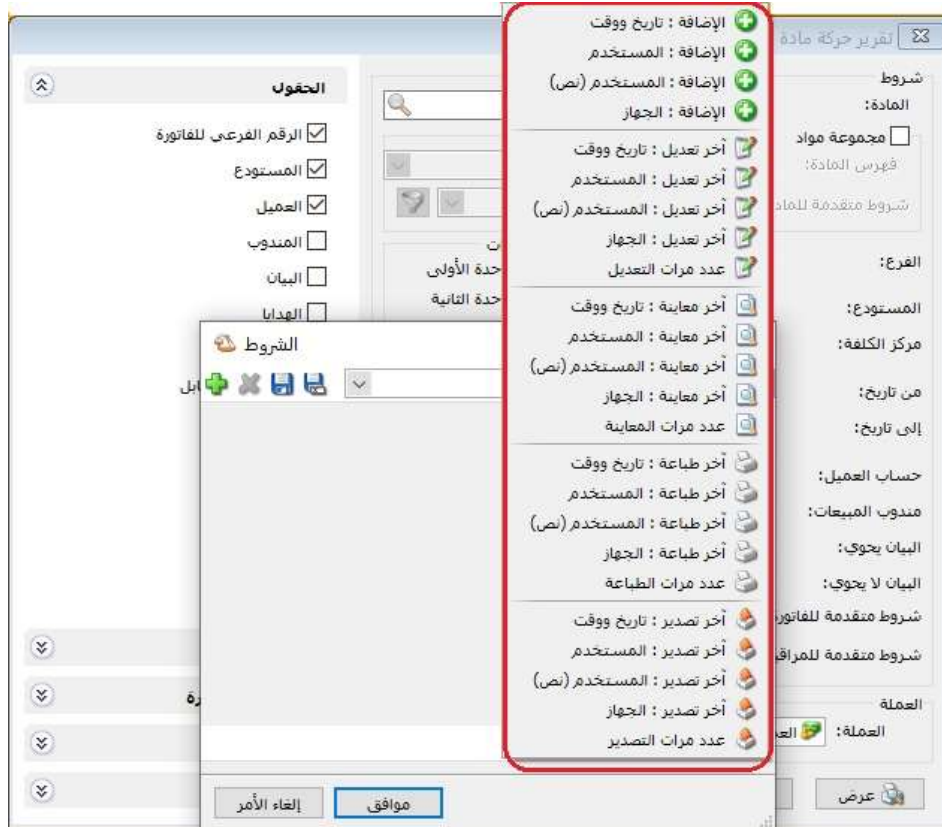 تقرير حركة مادة
شروط
المادة:
مجموعة مواد
فهرس المادة:
شروط متقدمة للماد
الفرع:
المستودع:
مركز الكلفة:
من تاريخ:
إلى تاريخ:
حساب العميل:
مندوب المبيعات:
البيان يحوي:
البيان لا يحوي:
شروط متقدمة للفاتور
شروط متقدمة للمراق
العملة
العملة:
عرض
الإضافة : تاريخ ووقت
الإضافة : المستخدم
الإضافة : المستخدم (نص)
الإضافة : الجهاز
آخر تعديل : تاريخ ووقت
آخر تعديل : المستخدم
آخر تعديل : المستخدم (نص)
آخر تعديل : الجهاز
عدد مرات التعديل
آخر معاينة : تاريخ ووقت
آخر معاينة : المستخدم
آخر معاينة : المستخدم (نص)
آخر معاينة : الجهاز
عدد مرات المعاينة
آخر طباعة : تاريخ ووقت
آخر طباعة : المستخدم
آخر طباعة : المستخدم (نص)
آخر طباعة : الجهاز
عدد مرات الطباعة
آخر تصدير : تاريخ ووقت
آخر تصدير : المستخدم
آخر تصدير : المستخدم (نص)
آخر تصدير : الجهاز
عدد مرات التصدير
حدة الأولى
حدة الثانية
الشروط
موافق
إلغاء الأمر
الحقول
الرقم الفرعي للفاتورة
المستودع
العميل
المندوب
البيان
الهدايا